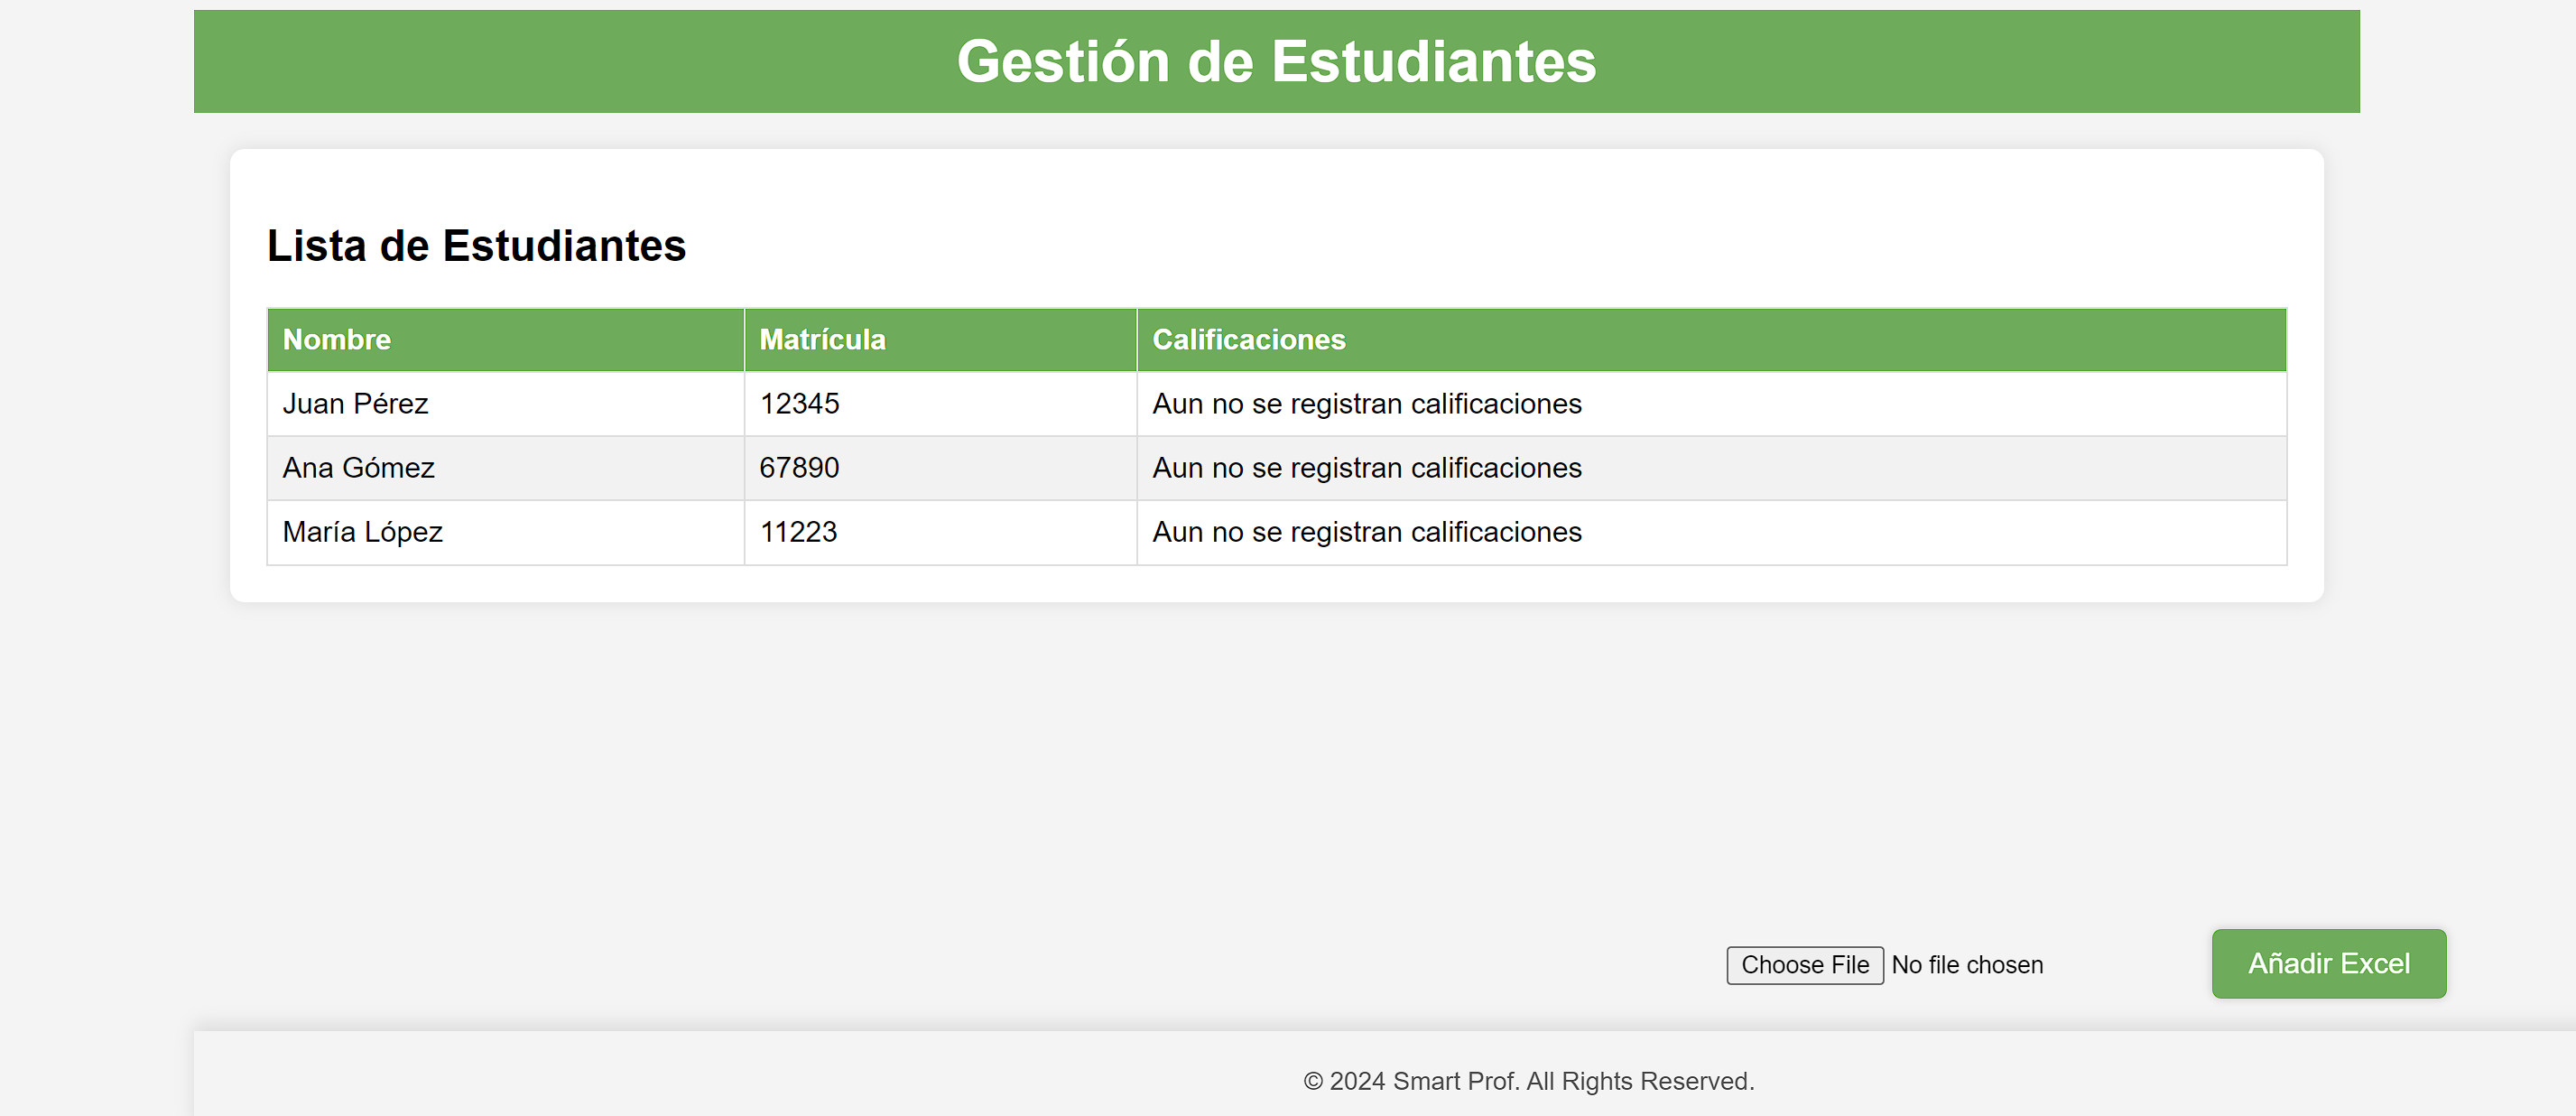 Gestión de Estudiantes
Lista de Estudiantes
Nombre Matrícula Calificaciones
Juan Pérez 12345 Aun no se registran calificaciones
Ana Gómez 67890 Aun no se registran calificaciones
María López 11223 Aun no se registran calificaciones
Choose File No file chosen Añadir Excel
© 2024 Smart Prof. All Rights Reserved.